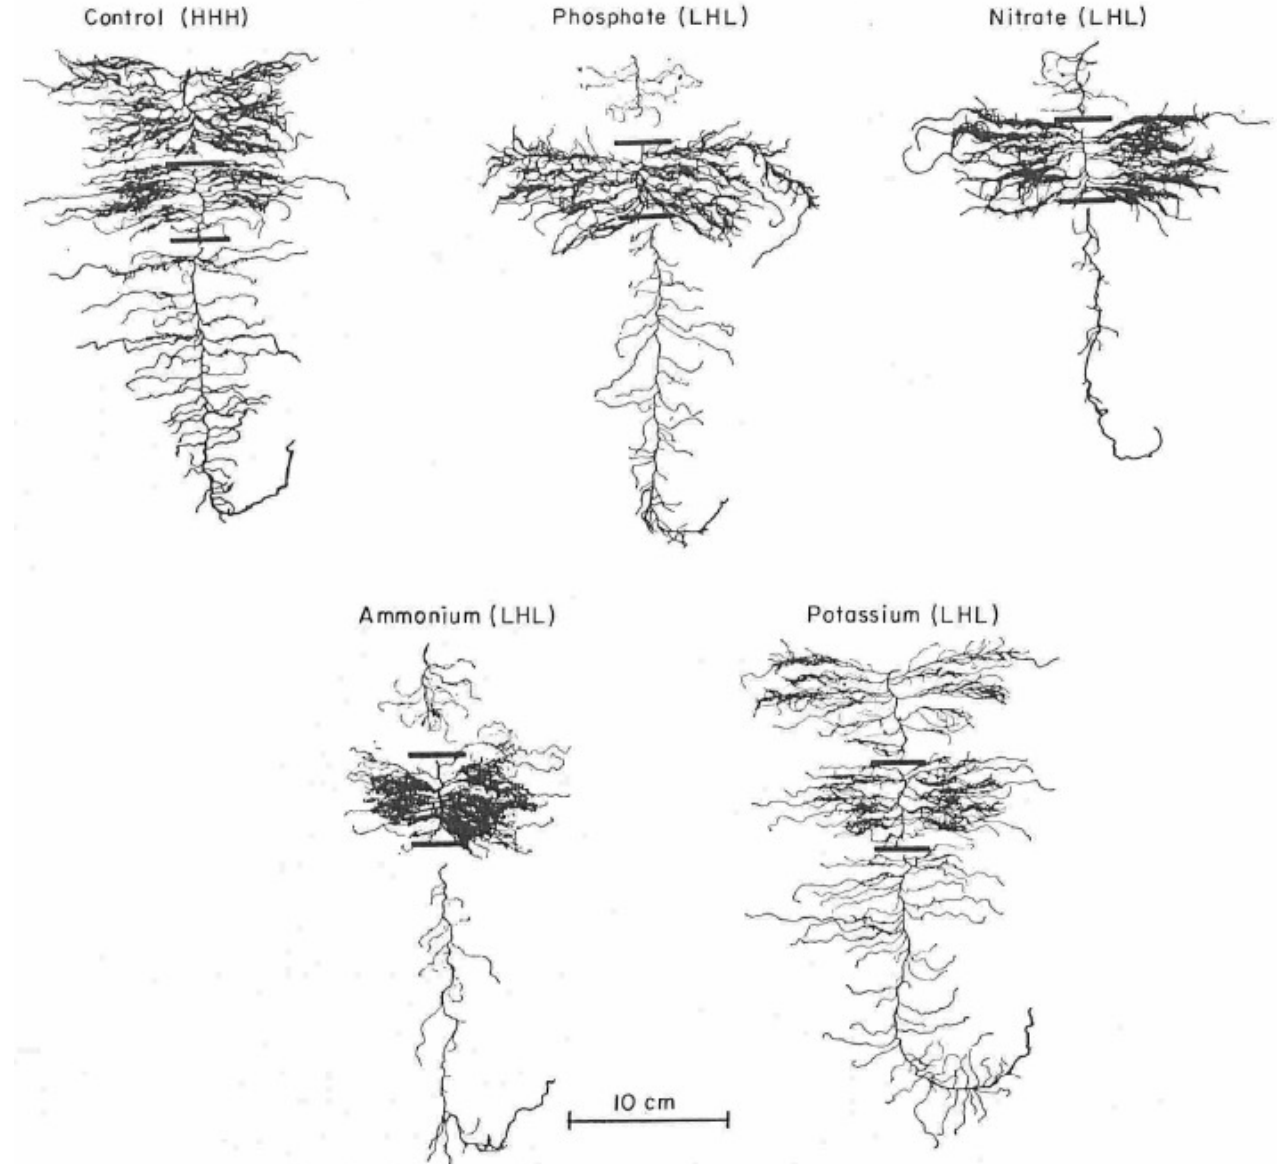 Control (HHH)
Phosphate (LHL)
Nitrate (LHL)
Ammonium (LHL)
Potassium (LHL)
10 cm